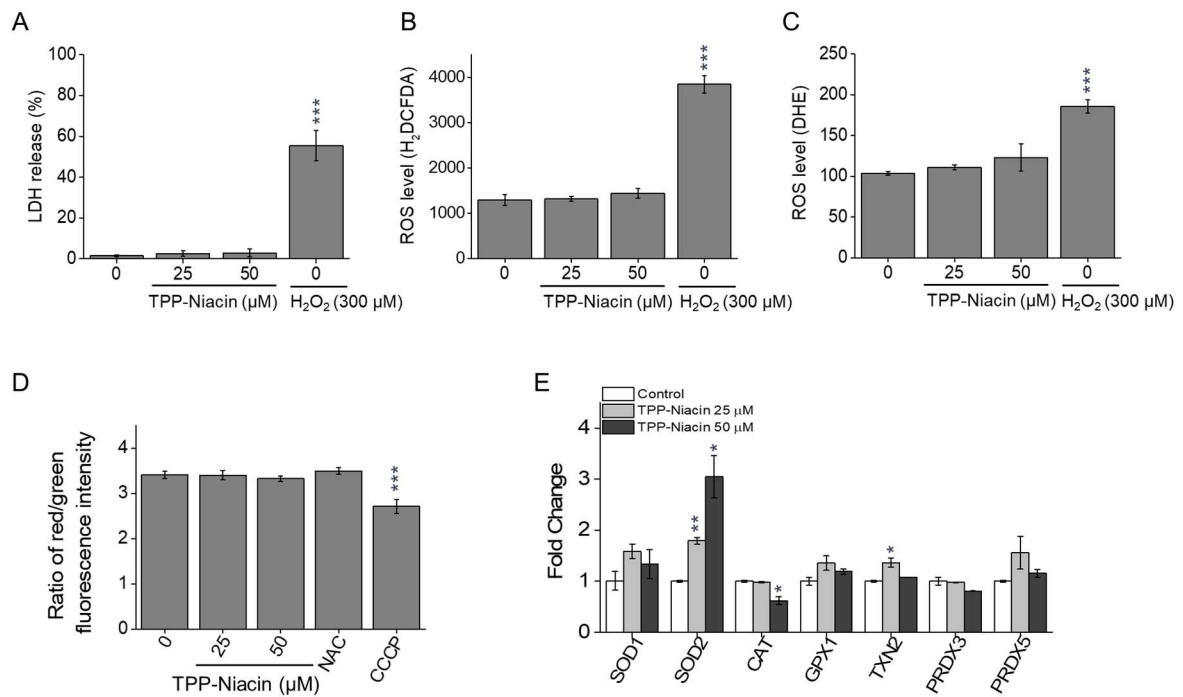 A
100
80
60
40
20
0
LDH release (%)
***
0 25 50 0
TPP-Niacin (µM) H₂O₂ (300 µM)
B
4000
3000
2000
1000
0
ROS level (H₂DCFDA)
***
0 25 50 0
TPP-Niacin (µM) H₂O₂ (300 µM)
C
250
200
150
100
50
0
ROS level (DHE)
***
0 25 50 0
TPP-Niacin (µM) H₂O₂ (300 µM)
D
4
3
2
1
0
Ratio of red/green
fluorescence intensity
***
0 25 50 NAC CCCP
TPP-Niacin (µM)
E
Control
TPP-Niacin 25 µM
TPP-Niacin 50 µM
4
3
2
1
0
Fold Change
** * * *
SOD1 SOD2 CAT GPX1 TXN2 PRDX3 PRDX5